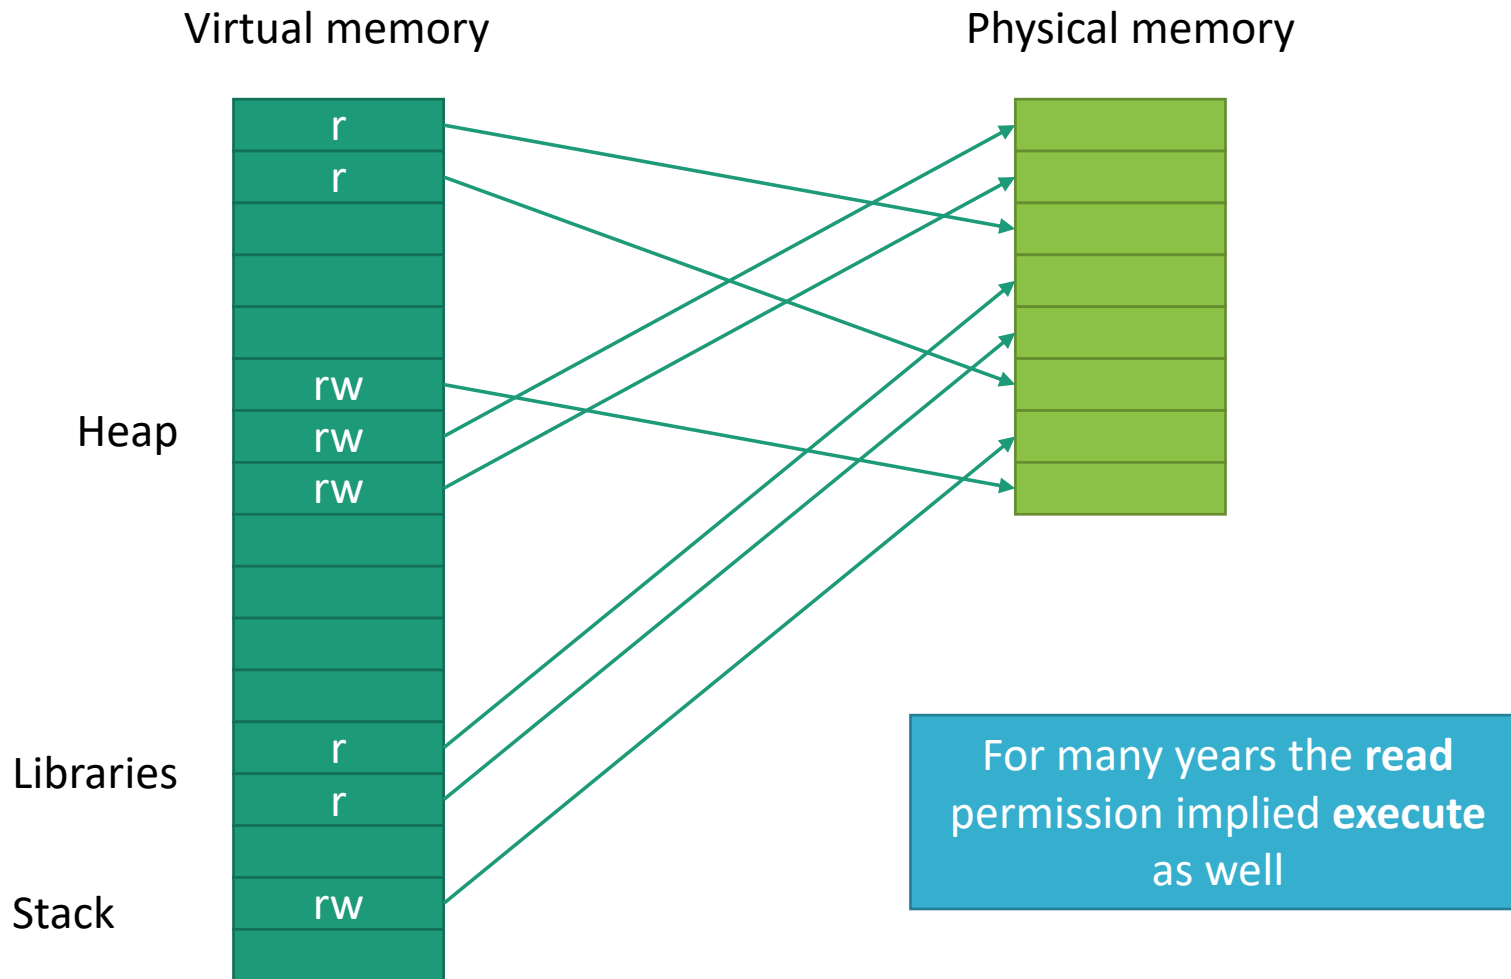 Virtual memory
Physical memory
r
r
rw
Heap
rw
rw
r
Libraries
r
Stack
rw
For many years the read
permission implied execute
as well